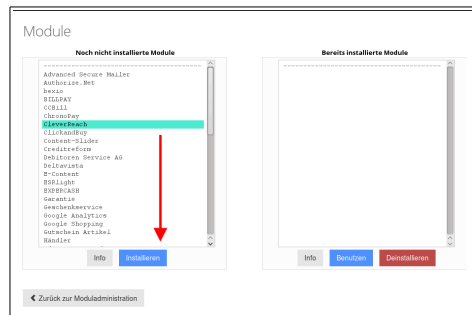 Module
Noch nicht installierte Module
Advanced Secure Mailer
Authorize.Net
bexio
BILLPAY
CCBill
ChronoPay
CleverReach
ClickandBuy
Content-Slider
Creditreform
Debitoren Service AG
Deltavista
E-Content
ESRlight
EXPERCASH
Garantie
Geschenkservice
Google Analytics
Google Shopping
Gutschein Artikel
Handler
Info
Installieren
Bereits installierte Module
Info
Benutzen
Deinstallieren
Zurück zur Moduladministration